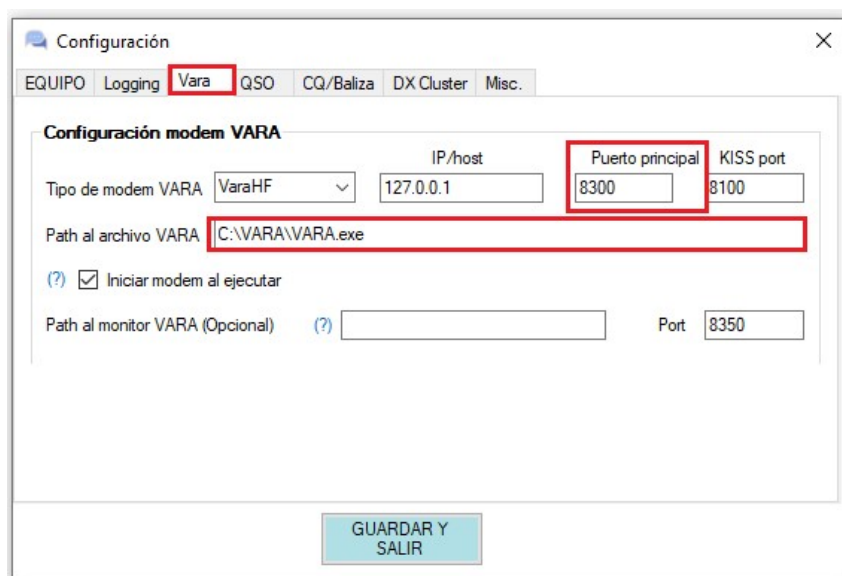 Configuración
EQUIPO Logging Vara QSO CQ/Baliza DX Cluster Misc.
Configuración modem VARA
IP/host Puerto principal KISS port
Tipo de modem VARA VaraHF 127.0.0.1 8300 8100
Path al archivo VARA C:\VARA\VARA.exe
(?) Iniciar modem al ejecutar
Path al monitor VARA (Opcional) (?) Port 8350
GUARDAR Y
SALIR